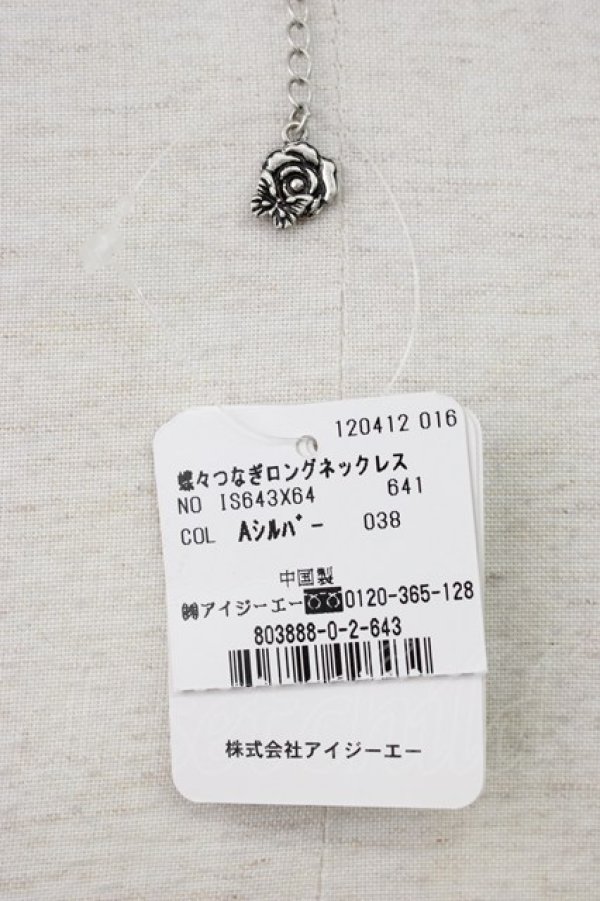 120412 016
蝶々つなぎロングネックレス
NO IS643X64 641
COL Aシルバー 038
中国製
㈱アイジーエー 0120-365-128
803888-0-2-643
株式会社アイジーエー